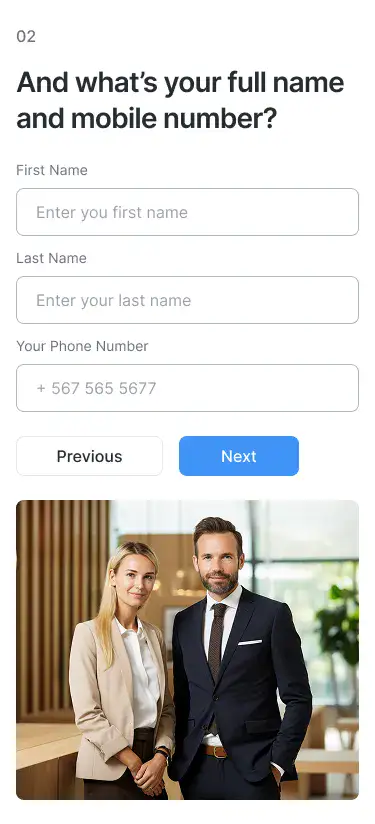 02
And what's your full name
and mobile number?
First Name
Enter you first name
Last Name
Enter your last name
Your Phone Number
+ 567 565 5677
Previous
Next